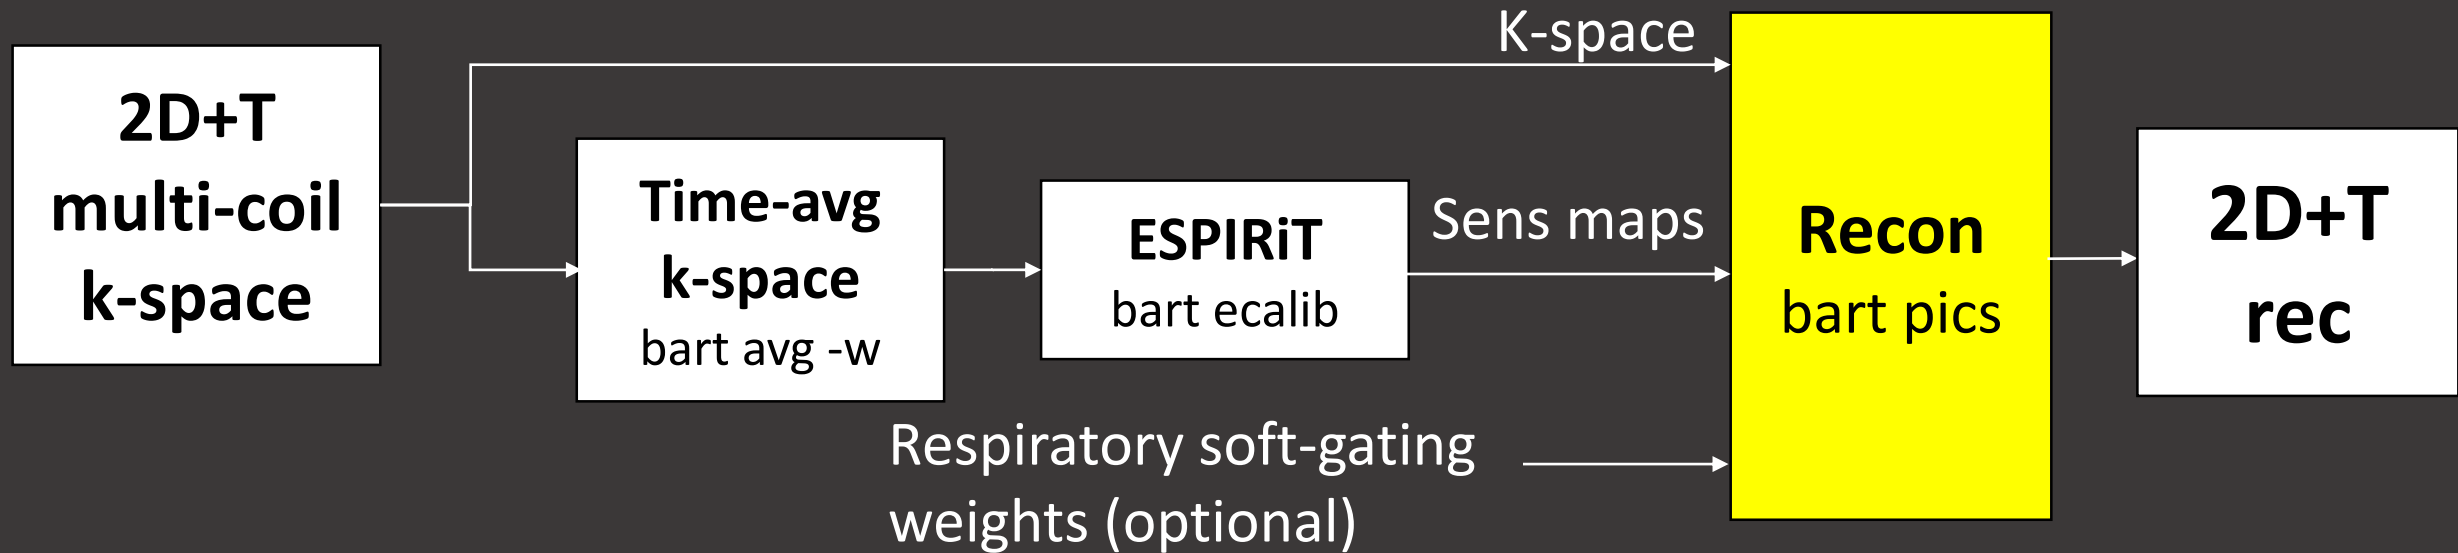 2D+T
multi-coil
k-space
Time-avg
k-space
bart avg -w
ESPIRiT
bart ecalib
K-space
Sens maps
Respiratory soft-gating
weights (optional)
Recon
bart pics
2D+T
rec